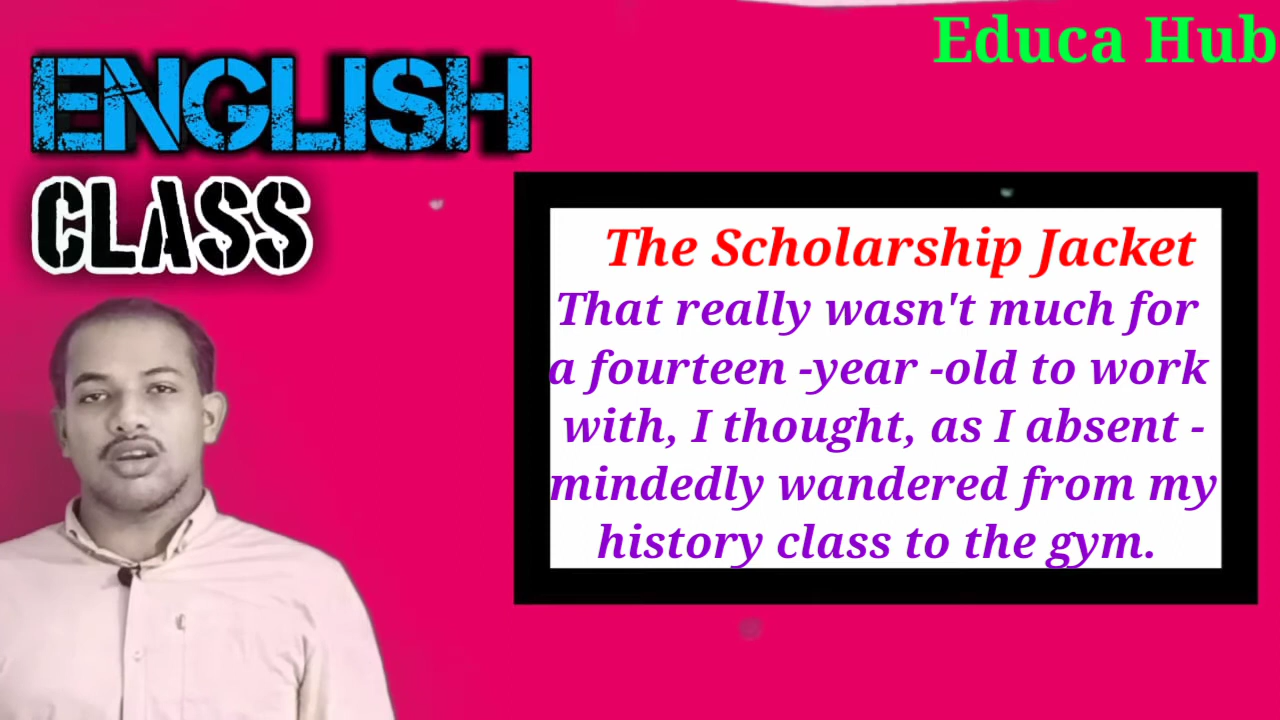 Educa Hub
ENGLISH
CLASS
The Scholarship Jacket
That really wasn't much for
a fourteen -year -old to work
with, I thought, as I absent -
mindedly wandered from my
history class to the gym.